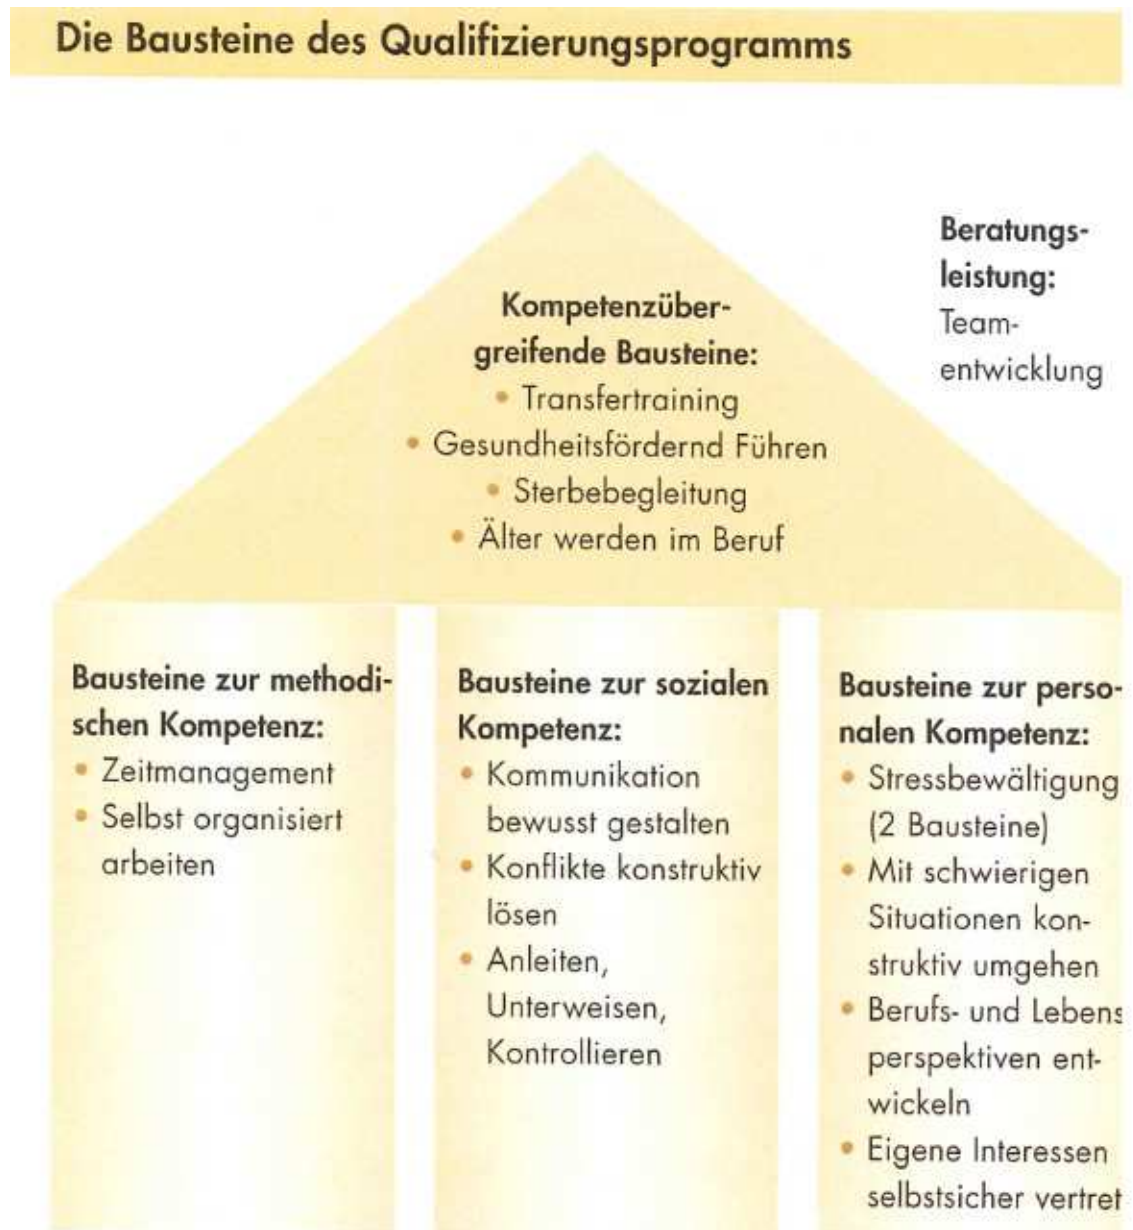 Die Bausteine des Qualifizierungsprogramms
Beratungs-
leistung:
Team-
entwicklung
Kompetenzüber-
greifende Bausteine:
• Transfertraining
• Gesundheitsfördernd Führen
• Sterbebegleitung
• Älter werden im Beruf
Bausteine zur methodi-
schen Kompetenz:
• Zeitmanagement
• Selbst organisiert
arbeiten
Bausteine zur sozialen
Kompetenz:
• Kommunikation
bewusst gestalten
• Konflikte konstruktiv
lösen
• Anleiten,
Unterweisen,
Kontrollieren
Bausteine zur perso-
nalen Kompetenz:
• Stressbewältigung
(2 Bausteine)
• Mit schwierigen
Situationen kon-
struktiv umgehen
• Berufs- und Lebens
perspektiven ent-
wickeln
• Eigene Interessen
selbstsicher vertret